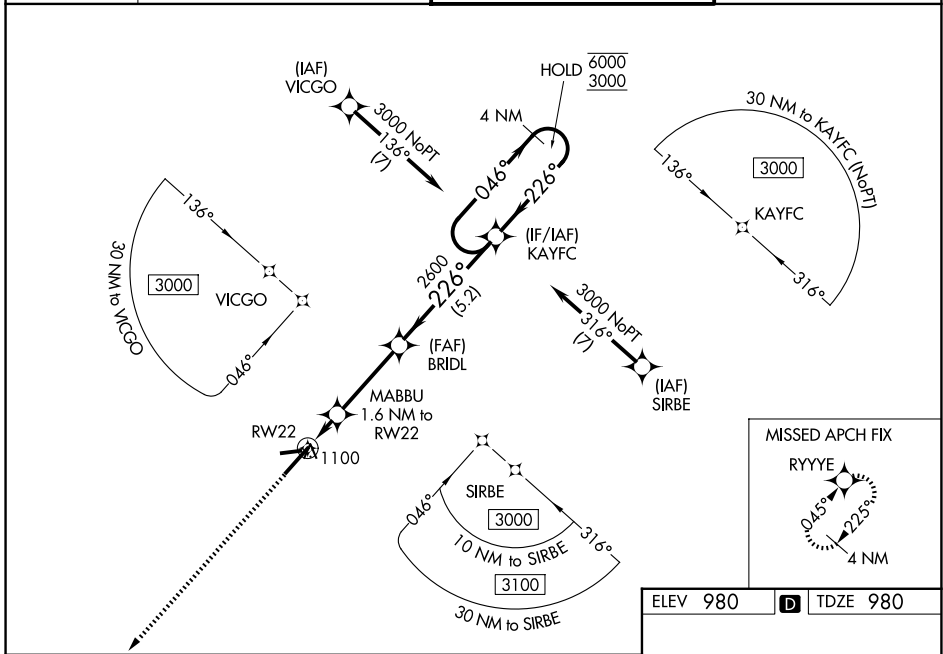 (IAF)
VICGO
3000 NoPT
136°
(7)
HOLD 6000
3000
4 NM
046°
226°
(IF/IAF)
KAYFC
30 NM to KAYFC (NoPT)
136°
3000
KAYFC
316°
136°
30 NM to VICGO
3000
VICGO
046°
2600
226°
(5.2)
3000 NoPT
316°
(7)
(IAF)
SIRBE
(FAF)
BRIDL
MABBU
1.6 NM to
RW22
RW22
1100
SIRBE
046°
3000
316°
10 NM to SIRBE
3100
30 NM to SIRBE
MISSED APCH FIX
RYYYE
045°
225°
4 NM
ELEV 980
D
TDZE 980